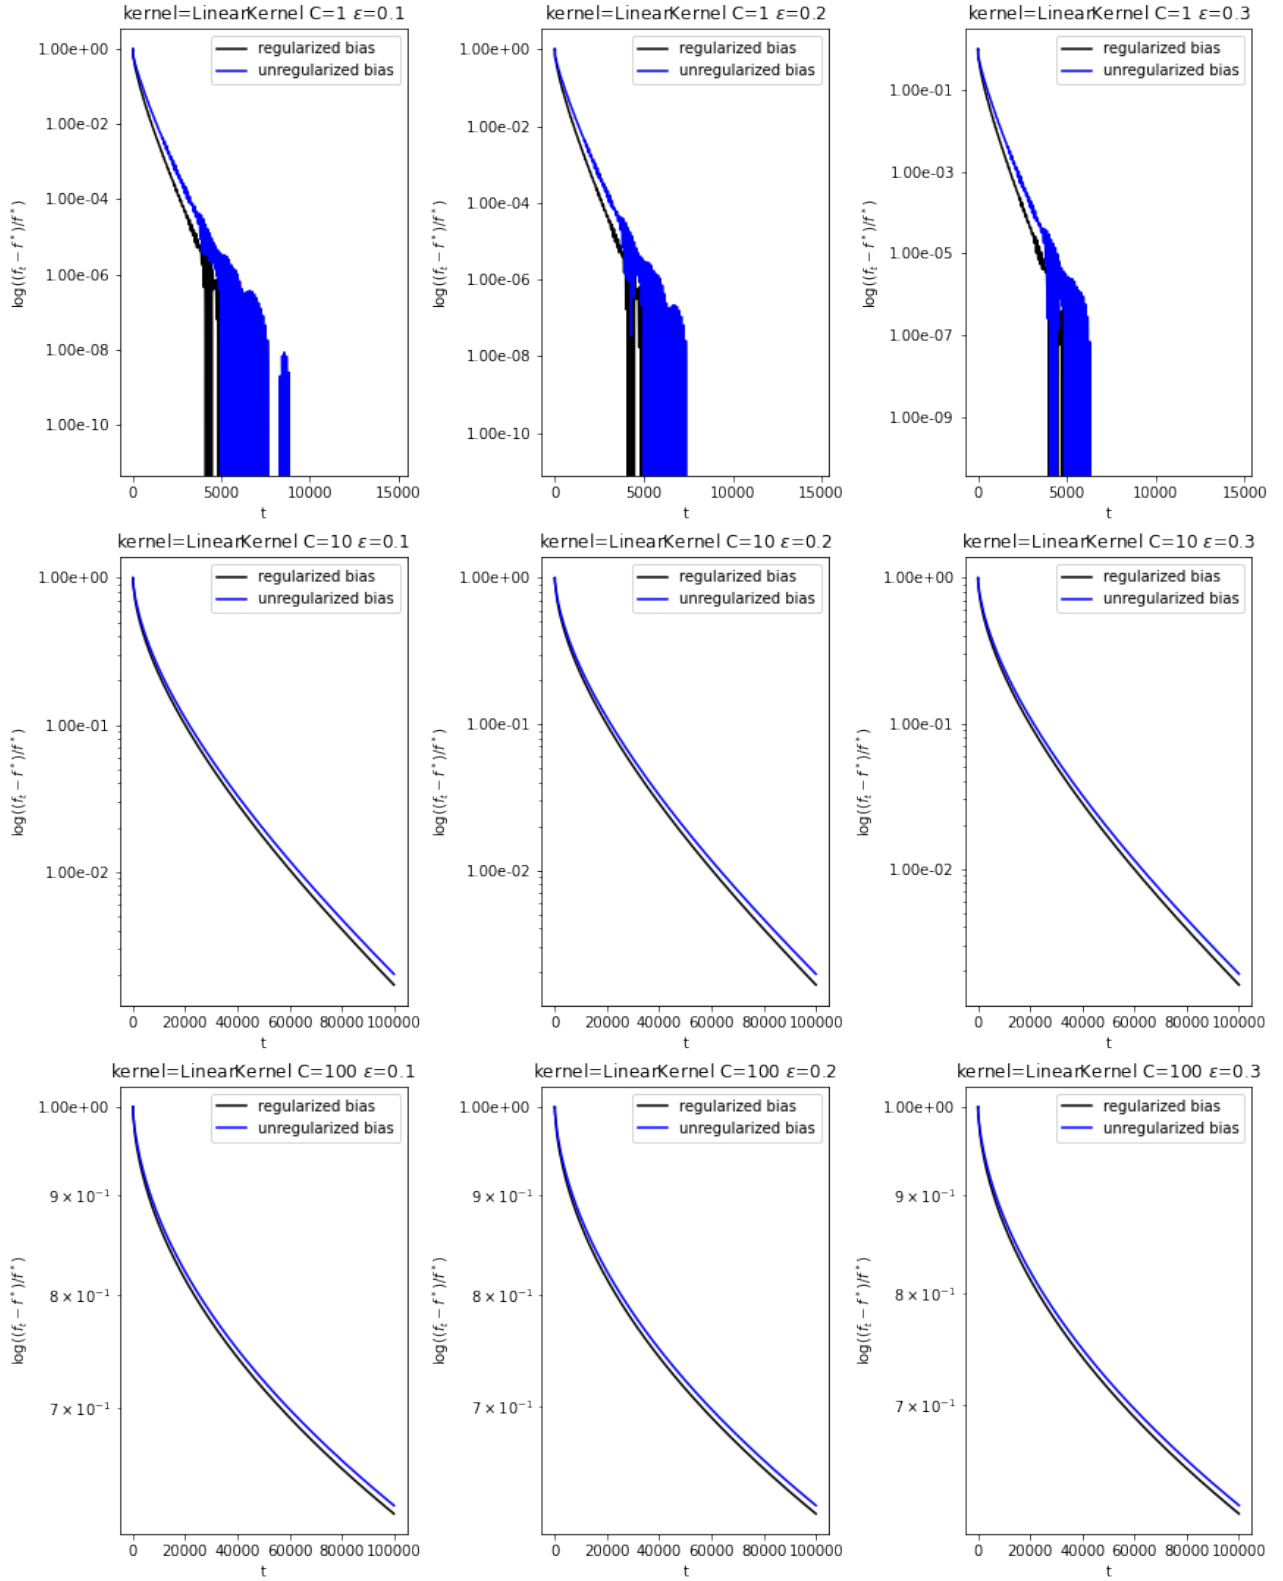 kernel=LinearKernel C=1 ε=0.1
regularized bias
unregularized bias
1.00e+00
1.00e-02
1.00e-04
1.00e-06
1.00e-08
1.00e-10
log((f_t − f*)/f*)
0 5000 10000 15000
t
kernel=LinearKernel C=1 ε=0.2
regularized bias
unregularized bias
1.00e+00
1.00e-02
1.00e-04
1.00e-06
1.00e-08
1.00e-10
log((f_t − f*)/f*)
0 5000 10000 15000
t
kernel=LinearKernel C=1 ε=0.3
regularized bias
unregularized bias
1.00e-01
1.00e-03
1.00e-05
1.00e-07
1.00e-09
log((f_t − f*)/f*)
0 5000 10000 15000
t
kernel=LinearKernel C=10 ε=0.1
regularized bias
unregularized bias
1.00e+00
1.00e-01
1.00e-02
log((f_t − f*)/f*)
0 20000 40000 60000 80000 100000
t
kernel=LinearKernel C=10 ε=0.2
regularized bias
unregularized bias
1.00e+00
1.00e-01
1.00e-02
log((f_t − f*)/f*)
0 20000 40000 60000 80000 100000
t
kernel=LinearKernel C=10 ε=0.3
regularized bias
unregularized bias
1.00e+00
1.00e-01
1.00e-02
log((f_t − f*)/f*)
0 20000 40000 60000 80000 100000
t
kernel=LinearKernel C=100 ε=0.1
regularized bias
unregularized bias
1.00e+00
9 × 10⁻¹
8 × 10⁻¹
7 × 10⁻¹
log((f_t − f*)/f*)
0 20000 40000 60000 80000 100000
t
kernel=LinearKernel C=100 ε=0.2
regularized bias
unregularized bias
1.00e+00
9 × 10⁻¹
8 × 10⁻¹
7 × 10⁻¹
log((f_t − f*)/f*)
0 20000 40000 60000 80000 100000
t
kernel=LinearKernel C=100 ε=0.3
regularized bias
unregularized bias
1.00e+00
9 × 10⁻¹
8 × 10⁻¹
7 × 10⁻¹
log((f_t − f*)/f*)
0 20000 40000 60000 80000 100000
t